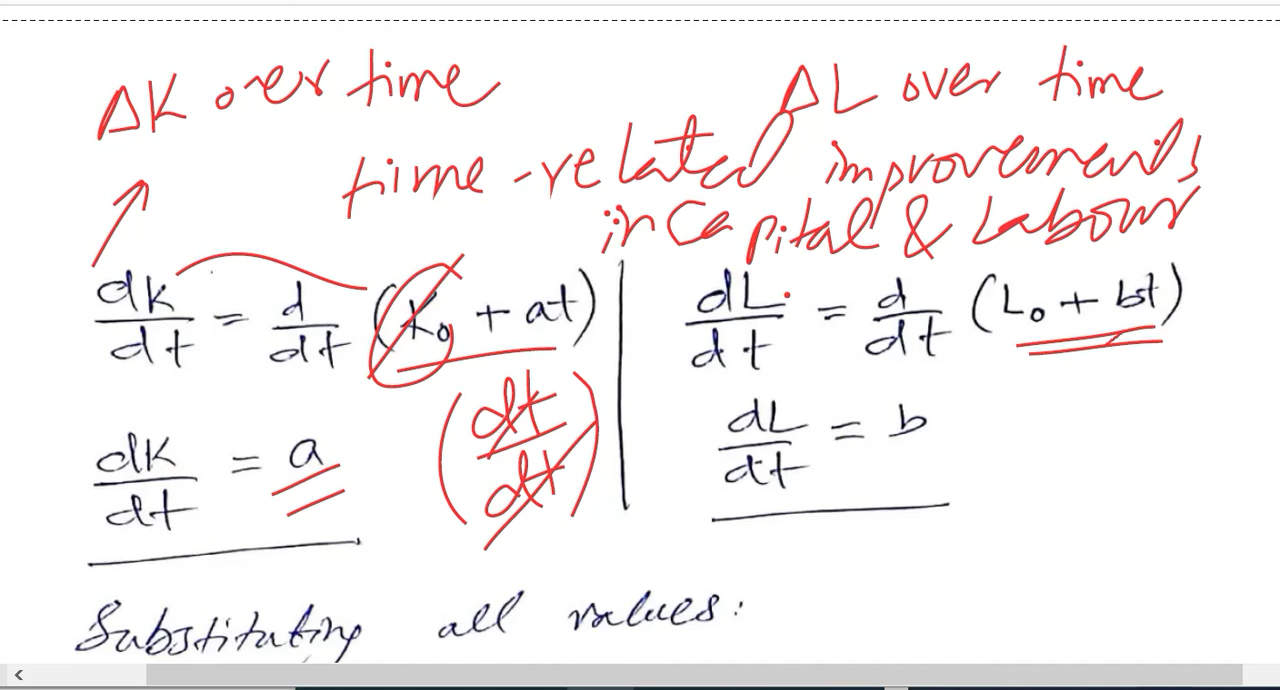 ΔK over time
ΔL over time
time-related improvements
in Capital & Labour
dk/dt = d/dt (K₀ + at)
dL/dt = d/dt (L₀ + bt)
(dt/dt)
dK/dt = a
dL/dt = b
Substituting all values: